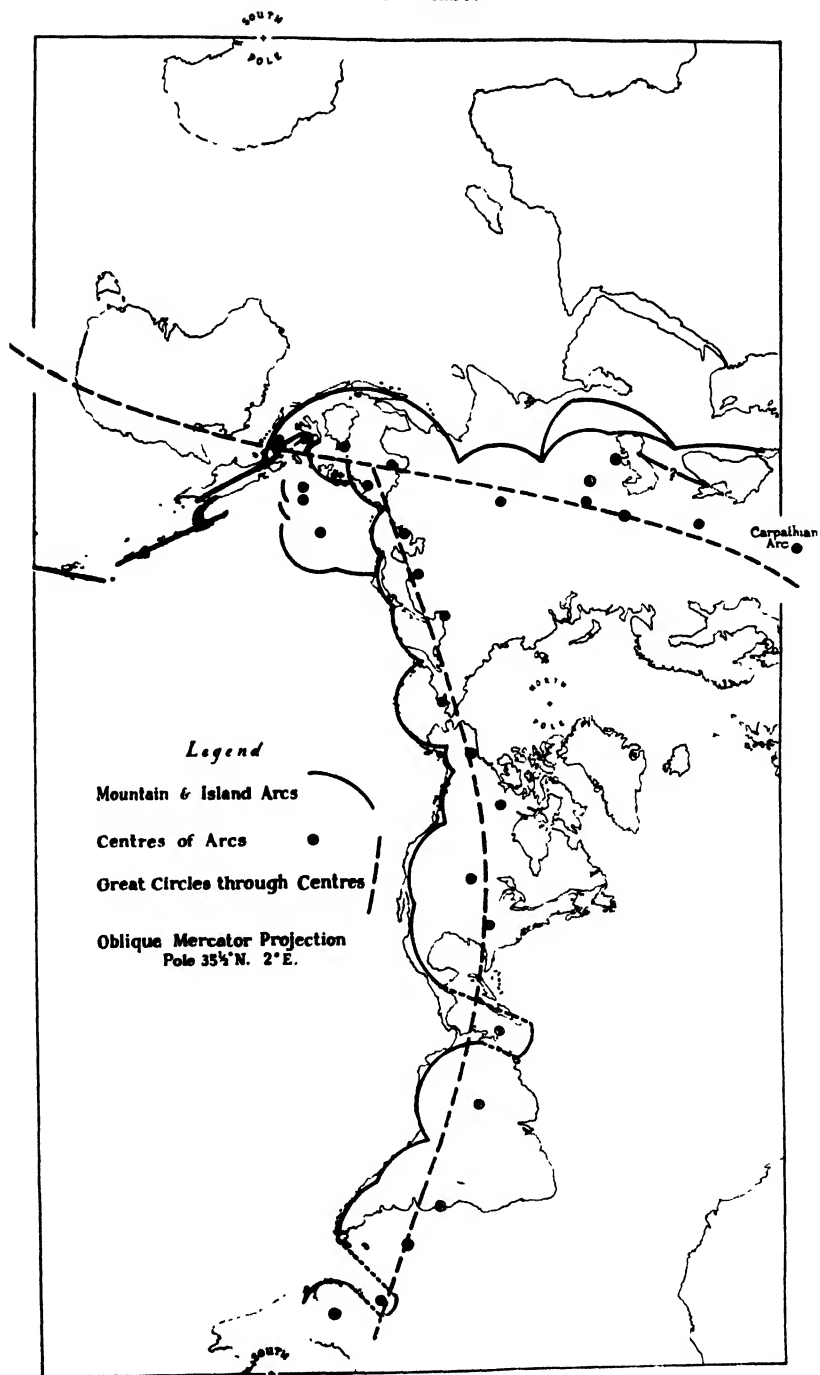 SOUTH
POLE
Carpathian
Arc
NORTH
POLE
Legend
Mountain & Island Arcs
Centres of Arcs
Great Circles through Centres
Oblique Mercator Projection
Pole 35½°N. 2°E.
SOUTH